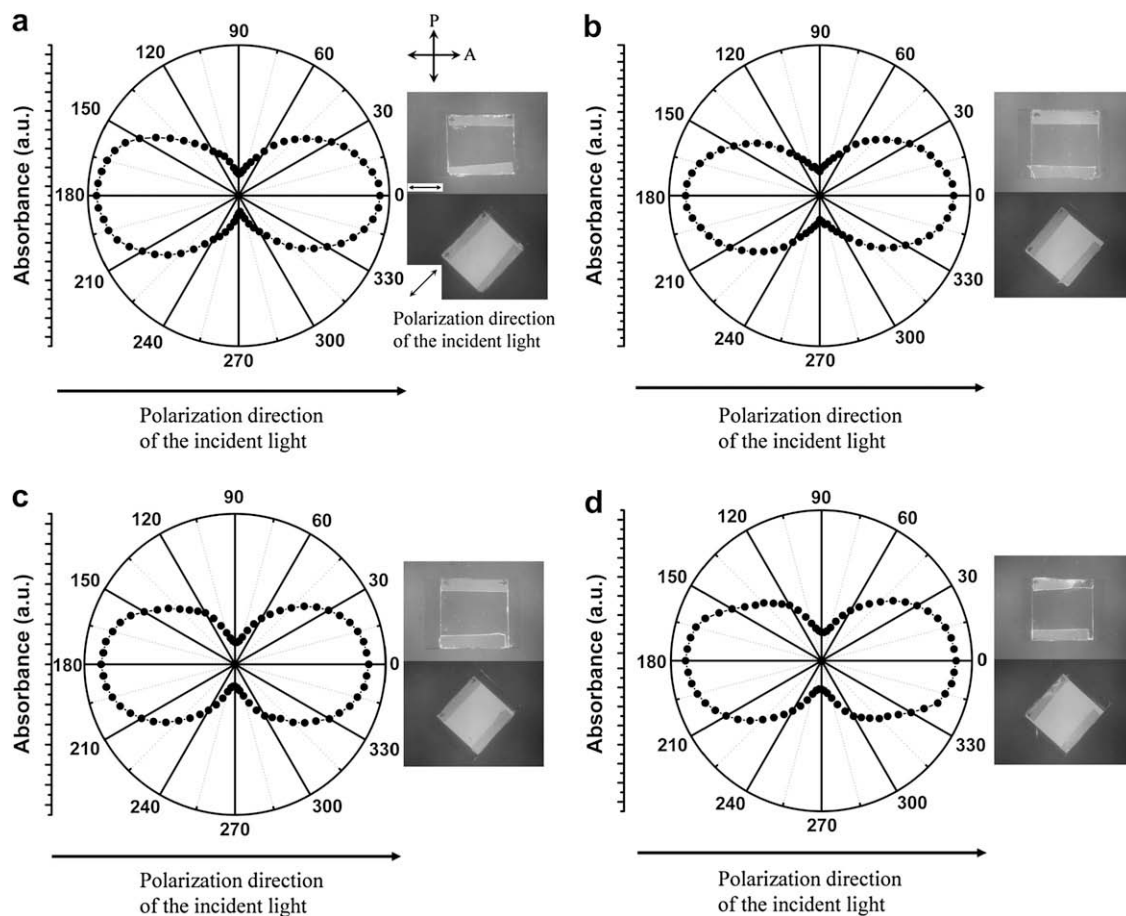 a
Absorbance (a.u.)
90
60
30
0
330
300
270
240
210
180
150
120
P
A
Polarization direction
of the incident light
Polarization direction
of the incident light
b
Absorbance (a.u.)
90
60
30
0
330
300
270
240
210
180
150
120
Polarization direction
of the incident light
c
Absorbance (a.u.)
90
60
30
0
330
300
270
240
210
180
150
120
Polarization direction
of the incident light
d
Absorbance (a.u.)
90
60
30
0
330
300
270
240
210
180
150
120
Polarization direction
of the incident light